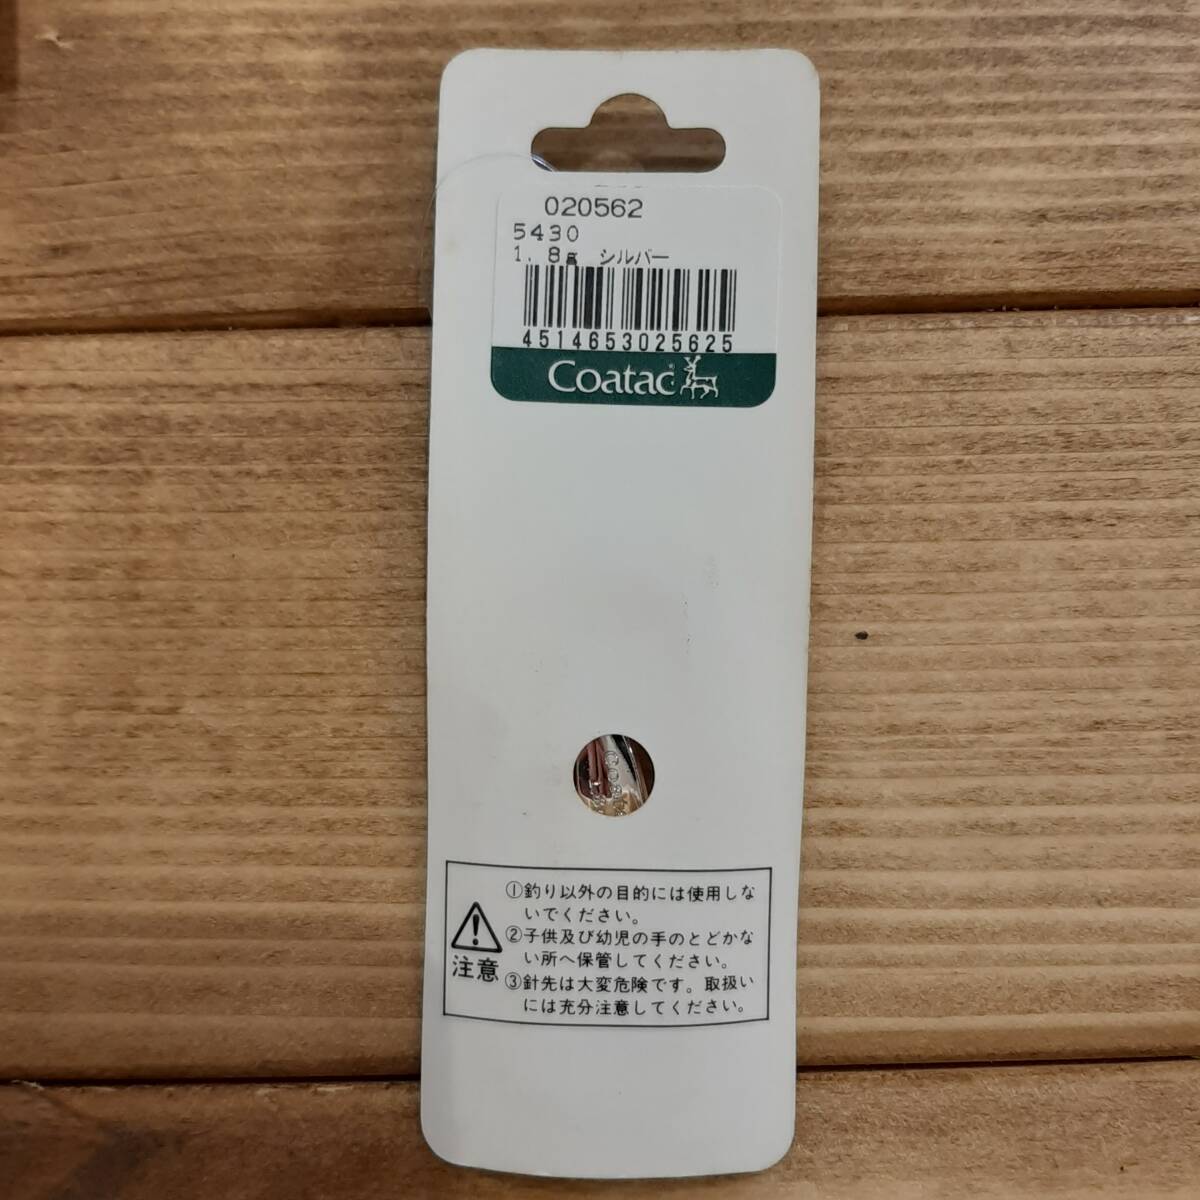 020562
5430
1.8g シルバー
4514653025625
Coatac
①釣り以外の目的には使用しな
いでください。
②子供及び幼児の手のとどかな
い所へ保管してください。
注意
③針先は大変危険です。取扱い
には充分注意してください。